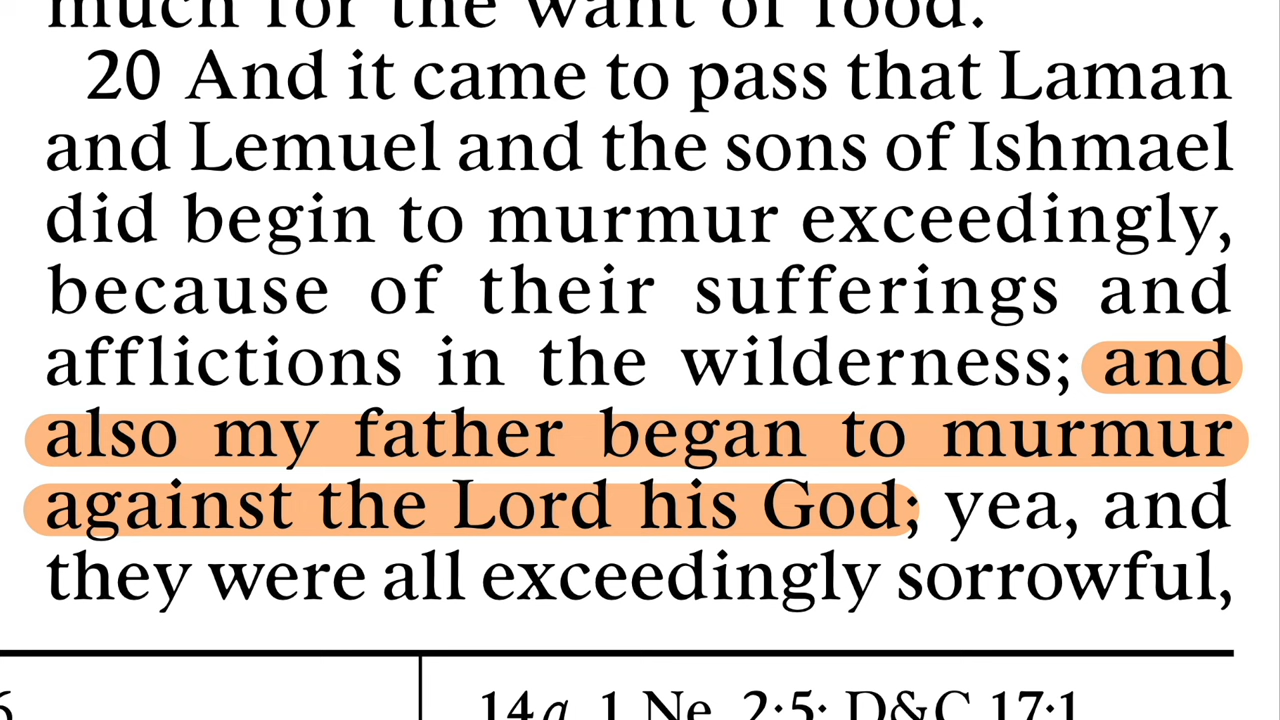 much for the want of food.
20 And it came to pass that Laman
and Lemuel and the sons of Ishmael
did begin to murmur exceedingly,
because of their sufferings and
afflictions in the wilderness; and
also my father began to murmur
against the Lord his God; yea, and
they were all exceedingly sorrowful,
6
14a 1 Ne. 2:5; D&C 17:1